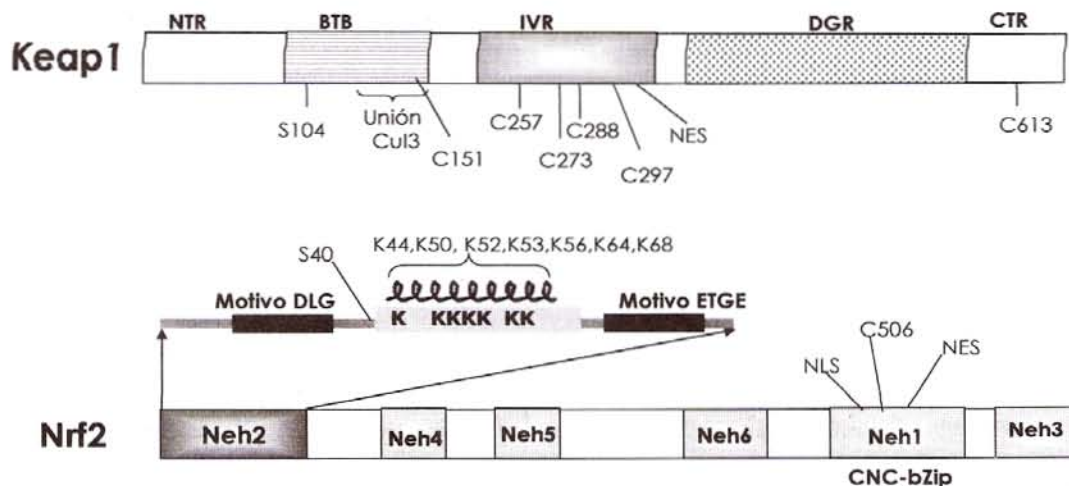 NTR BTB IVR DGR CTR
Keap1
S104 Unión Cul3 C151 C257 C273 C288 C297 NES C613
K44,K50, K52,K53,K56,K64,K68
S40
Motivo DLG Motivo ETGE
K KKKK KK
C506
NLS NES
Nrf2 Neh2 Neh4 Neh5 Neh6 Neh1 Neh3
CNC-bZip